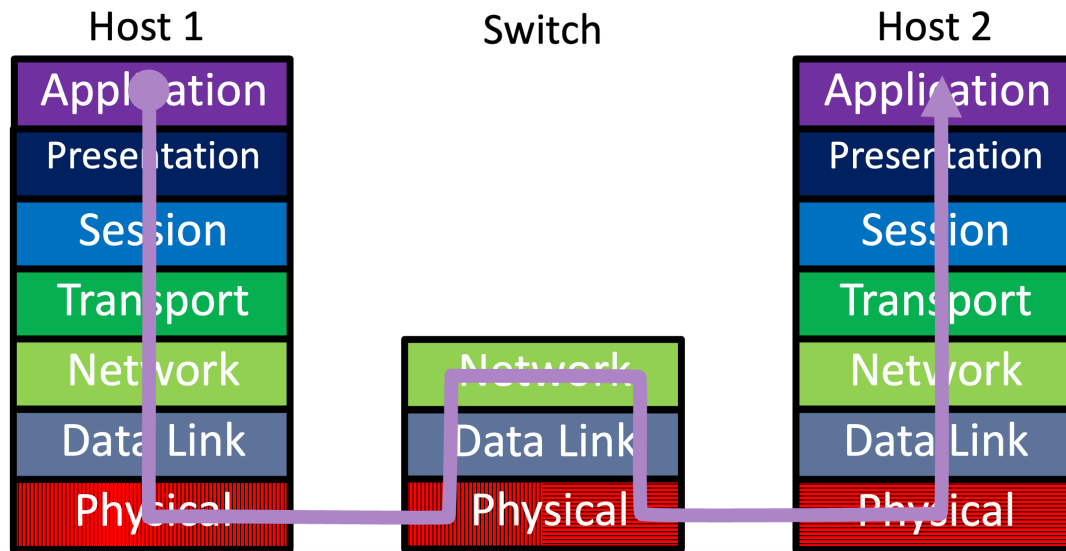 Host 1
Switch
Host 2
Application
Presentation
Session
Transport
Network
Data Link
Physical
Network
Data Link
Physical
Application
Presentation
Session
Transport
Network
Data Link
Physical